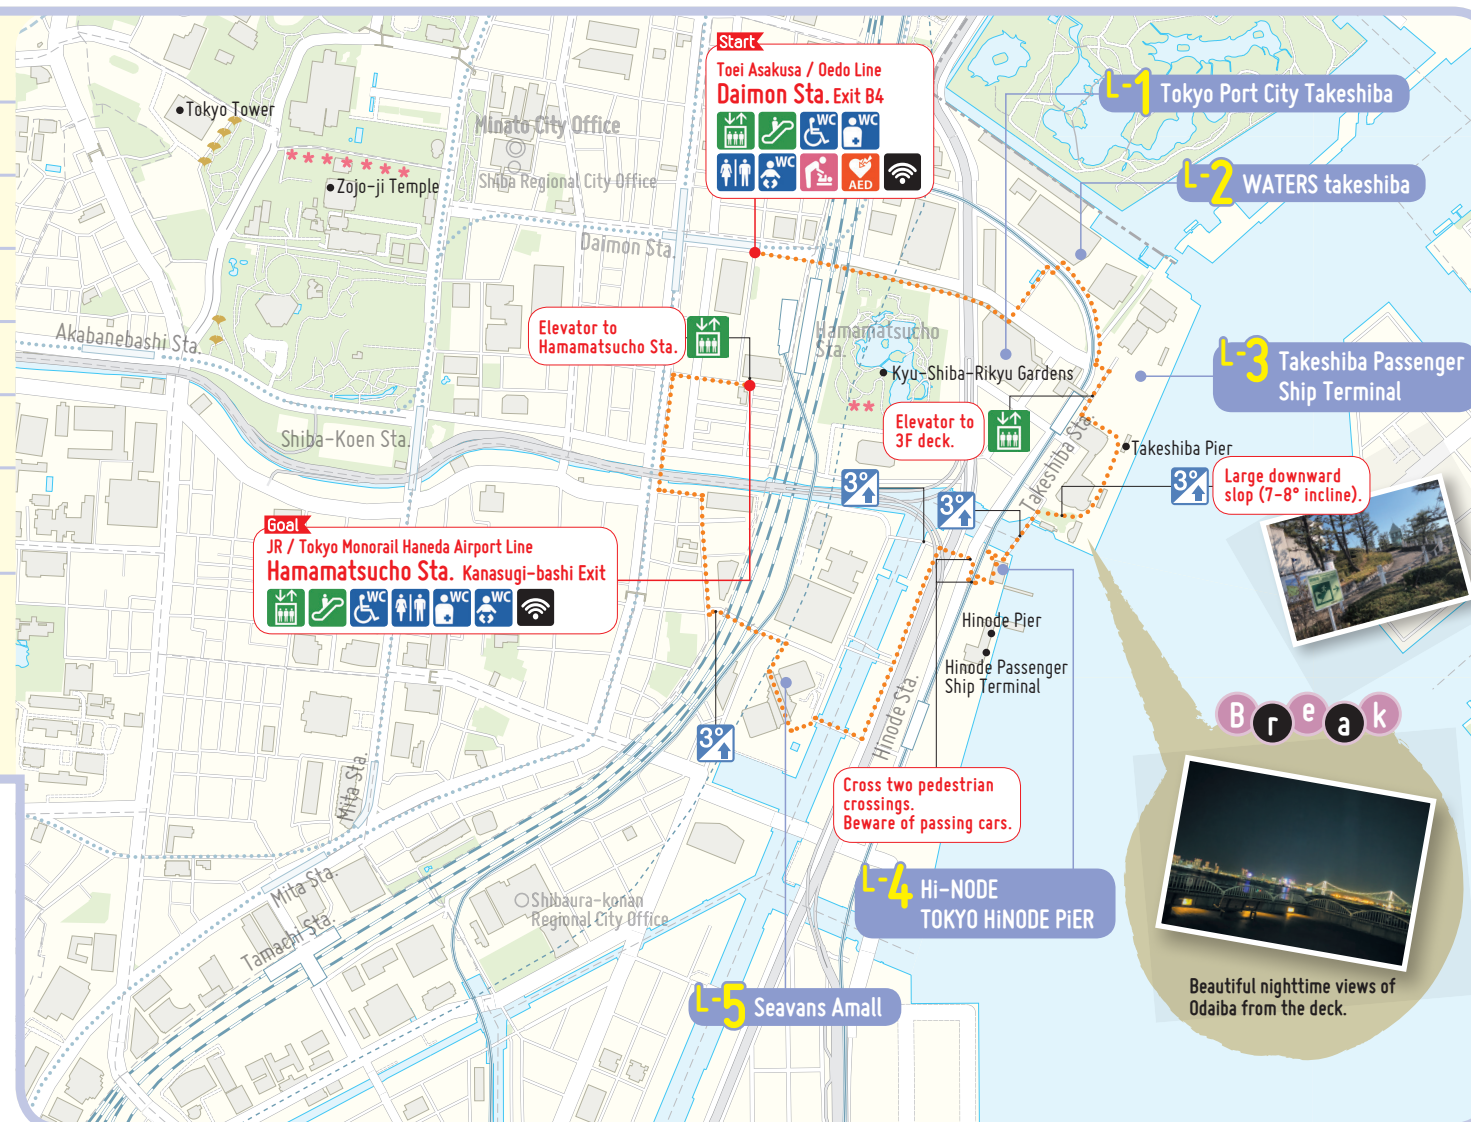 Start
Toei Asakusa / Oedo Line
Daimon Sta. Exit B4
WC
WC
WC
AED
L-1 Tokyo Port City Takeshiba
L-2 WATERS takeshiba
Tokyo Tower
Minato City Office
Shiba Regional City Office
Zojo-ji Temple
Daimon Sta.
Akabanebashi Sta.
Elevator to
Hamamatsucho Sta.
Hamamatsucho
Sta.
Kyu-Shiba-Rikyu Gardens
L-3 Takeshiba Passenger
Ship Terminal
Elevator to
3F deck.
Shiba-Koen Sta.
Takeshiba Sta.
Takeshiba Pier
3°
3°
3°
Large downward
slop (7-8° incline).
Goal
JR / Tokyo Monorail Haneda Airport Line
Hamamatsucho Sta. Kanasugi-bashi Exit
WC
WC
WC
Hinode Pier
Hinode Passenger
Ship Terminal
Hinode Sta.
3°
Break
Mita Sta.
Cross two pedestrian
crossings.
Beware of passing cars.
Mita Sta.
Tamachi Sta.
Shibaura-konan
Regional City Office
L-4 Hi-NODE
TOKYO HiNODE PiER
L-5 Seavans Amall
Beautiful nighttime views of
Odaiba from the deck.